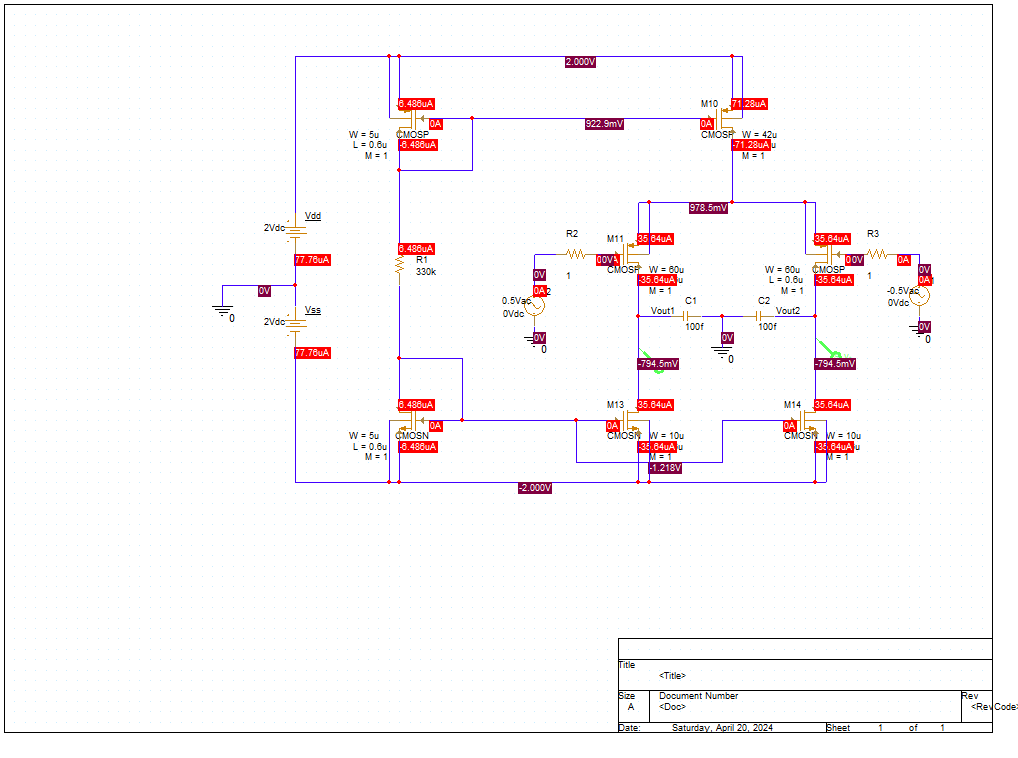 2.000V
6.486uA
M10
71.28uA
0A
922.9mV
0A
W = 5u
CMOSP
CMOSP
W = 42u
L = 0.6u
-6.486uA
-71.28uA
u
M = 1
M = 1
978.5mV
Vdd
2Vdc
R2
R3
M11
35.64uA
35.64uA
6.486uA
77.76uA
R1
330k
00VA
00V
0A
0V
1
CMOSP
W = 60u
W = 60u
CMOSP
1
0V
-35.64uA
u
L = 0.6u
-35.64uA
0A
0V
0A
2
M = 1
M = 1
-0.5Vac
0.5Vac
0Vdc
C1
C2
0Vdc
0
Vss
2Vdc
Vout1
Vout2
100f
100f
0V
0V
0V
0
0
0
77.76uA
-794.5mV
-794.5mV
6.486uA
M13
35.64uA
M14
35.64uA
0A
0A
0A
W = 5u
CMOSN
CMOSN
W = 10u
CMOSN
W = 10u
L = 0.6u
-6.486uA
-35.64uA
u
-35.64uA
u
M = 1
M = 1
M = 1
-1.218V
-2.000V
Title
<Title>
Size
Document Number
Rev
A
<Doc>
<RevCode>
Date:
Saturday, April 20, 2024
Sheet
1
of
1